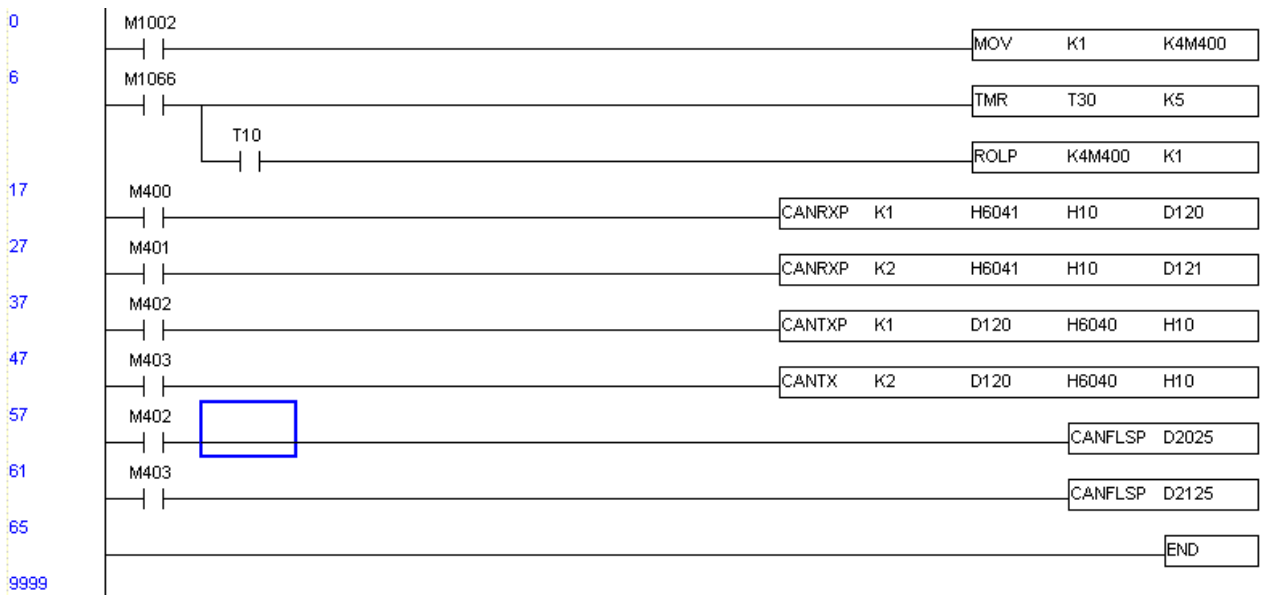 0 M1002
MOV K1 K4M400
6 M1066
TMR T30 K5
T10
ROLP K4M400 K1
17 M400
CANRXP K1 H6041 H10 D120
27 M401
CANRXP K2 H6041 H10 D121
37 M402
CANTXP K1 D120 H6040 H10
47 M403
CANTX K2 D120 H6040 H10
57 M402
CANFLSP D2025
61 M403
CANFLSP D2125
65
END
9999